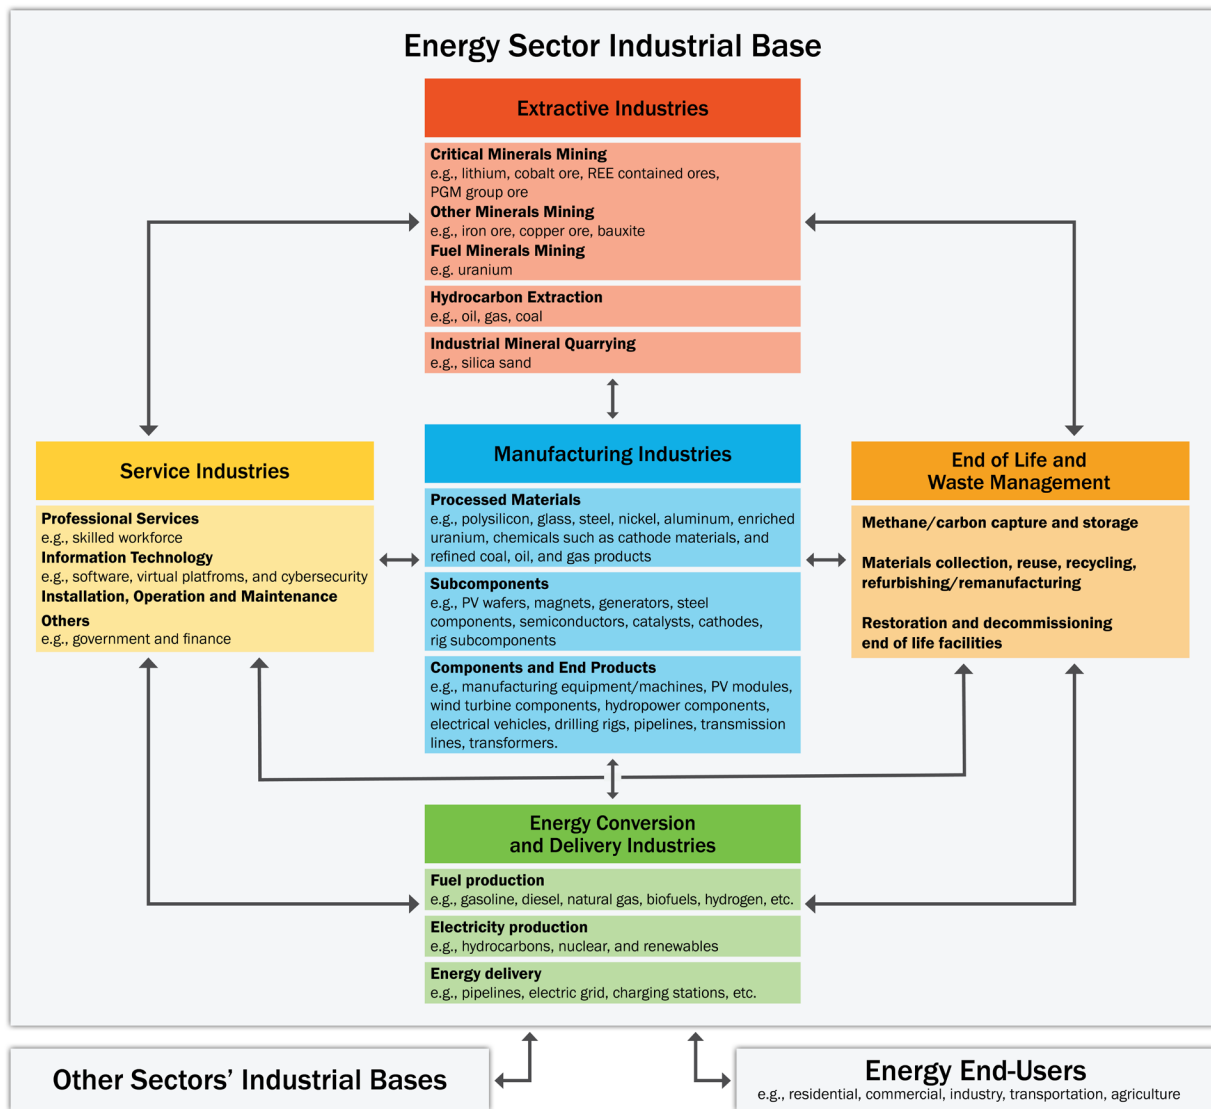 Energy Sector Industrial Base
Extractive Industries
Critical Minerals Mining
e.g., lithium, cobalt ore, REE contained ores,
PGM group ore
Other Minerals Mining
e.g., iron ore, copper ore, bauxite
Fuel Minerals Mining
e.g. uranium
Hydrocarbon Extraction
e.g., oil, gas, coal
Industrial Mineral Quarrying
e.g., silica sand
Service Industries
Professional Services
e.g., skilled workforce
Information Technology
e.g., software, virtual platfroms, and cybersecurity
Installation, Operation and Maintenance
Others
e.g., government and finance
Manufacturing Industries
Processed Materials
e.g., polysilicon, glass, steel, nickel, aluminum, enriched
uranium, chemicals such as cathode materials, and
refined coal, oil, and gas products
Subcomponents
e.g., PV wafers, magnets, generators, steel
components, semiconductors, catalysts, cathodes,
rig subcomponents
Components and End Products
e.g., manufacturing equipment/machines, PV modules,
wind turbine components, hydropower components,
electrical vehicles, drilling rigs, pipelines, transmission
lines, transformers.
End of Life and
Waste Management
Methane/carbon capture and storage
Materials collection, reuse, recycling,
refurbishing/remanufacturing
Restoration and decommissioning
end of life facilities
Energy Conversion
and Delivery Industries
Fuel production
e.g., gasoline, diesel, natural gas, biofuels, hydrogen, etc.
Electricity production
e.g., hydrocarbons, nuclear, and renewables
Energy delivery
e.g., pipelines, electric grid, charging stations, etc.
Other Sectors' Industrial Bases
Energy End-Users
e.g., residential, commercial, industry, transportation, agriculture